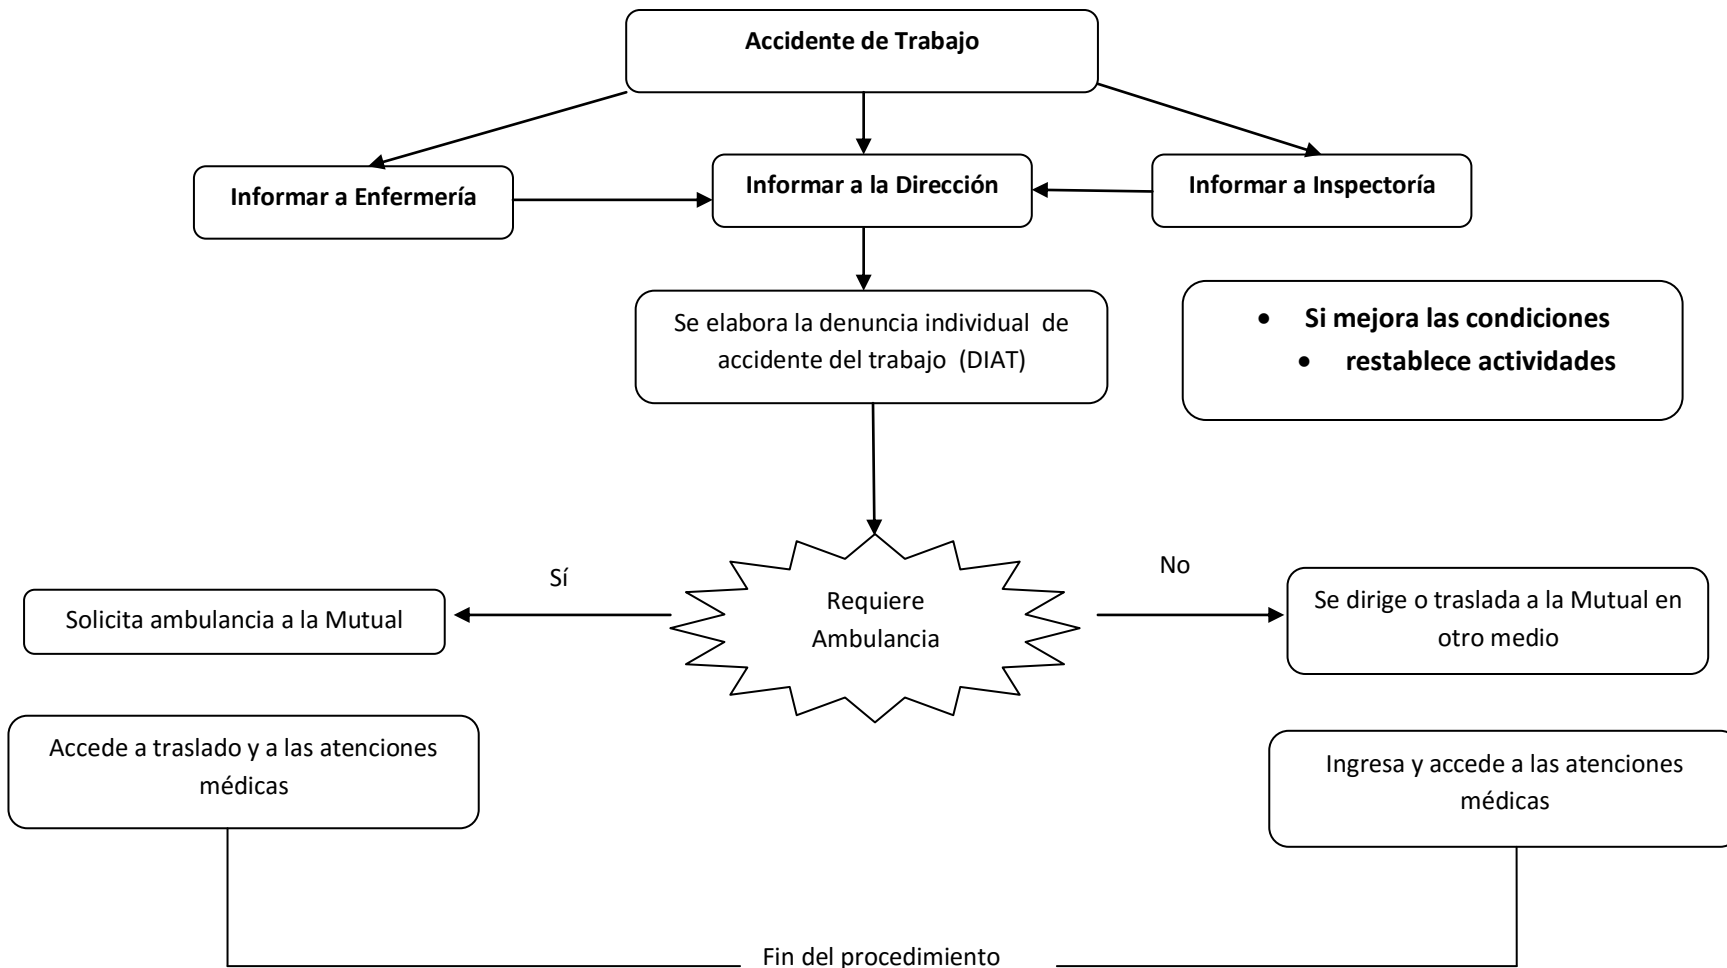 Accidente de Trabajo
Informar a Enfermería
Informar a la Dirección
Informar a Inspectoría
Se elabora la denuncia individual de
accidente del trabajo (DIAT)
• Si mejora las condiciones
• restablece actividades
Sí
No
Solicita ambulancia a la Mutual
Requiere
Ambulancia
Se dirige o traslada a la Mutual en
otro medio
Accede a traslado y a las atenciones
médicas
Ingresa y accede a las atenciones
médicas
Fin del procedimiento